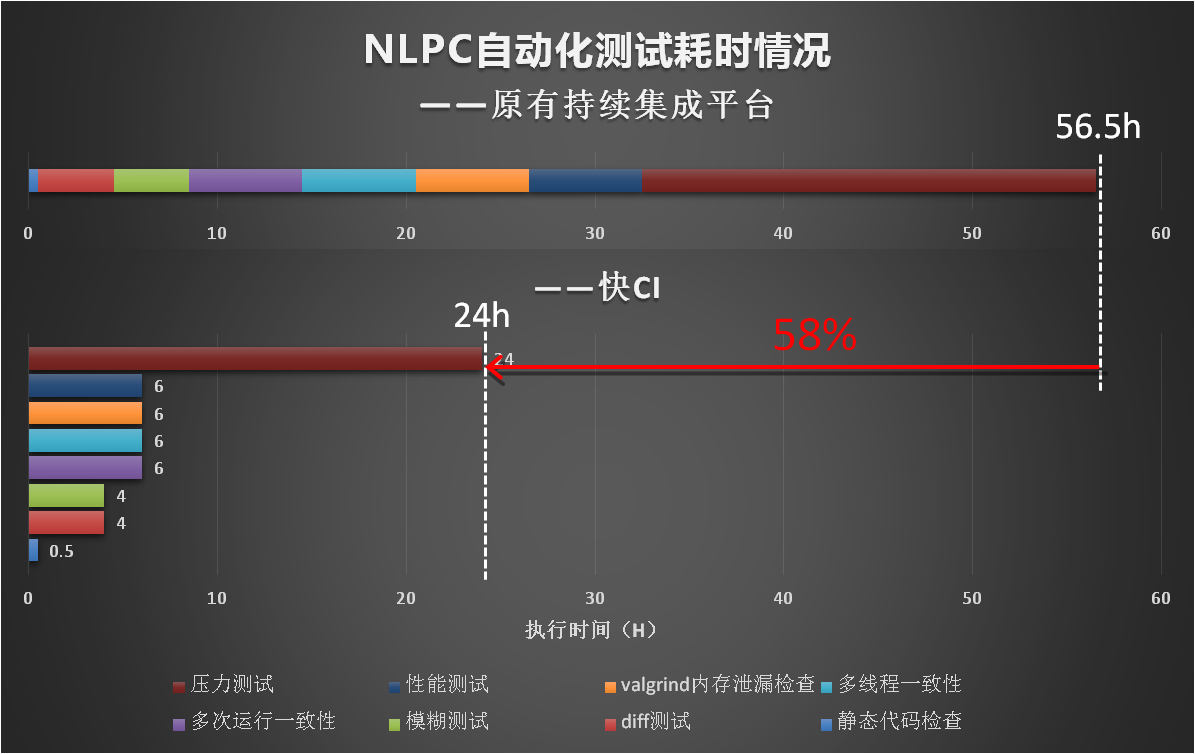 NLPC自动化测试耗时情况
——原有持续集成平台
56.5h
0 10 20 30 40 50 60
——快CI
24h
58%
24
6
6
6
6
4
4
0.5
0 10 20 30 40 50 60
执行时间（H）
压力测试 性能测试 valgrind内存泄漏检查 多线程一致性
多次运行一致性 模糊测试 diff测试 静态代码检查